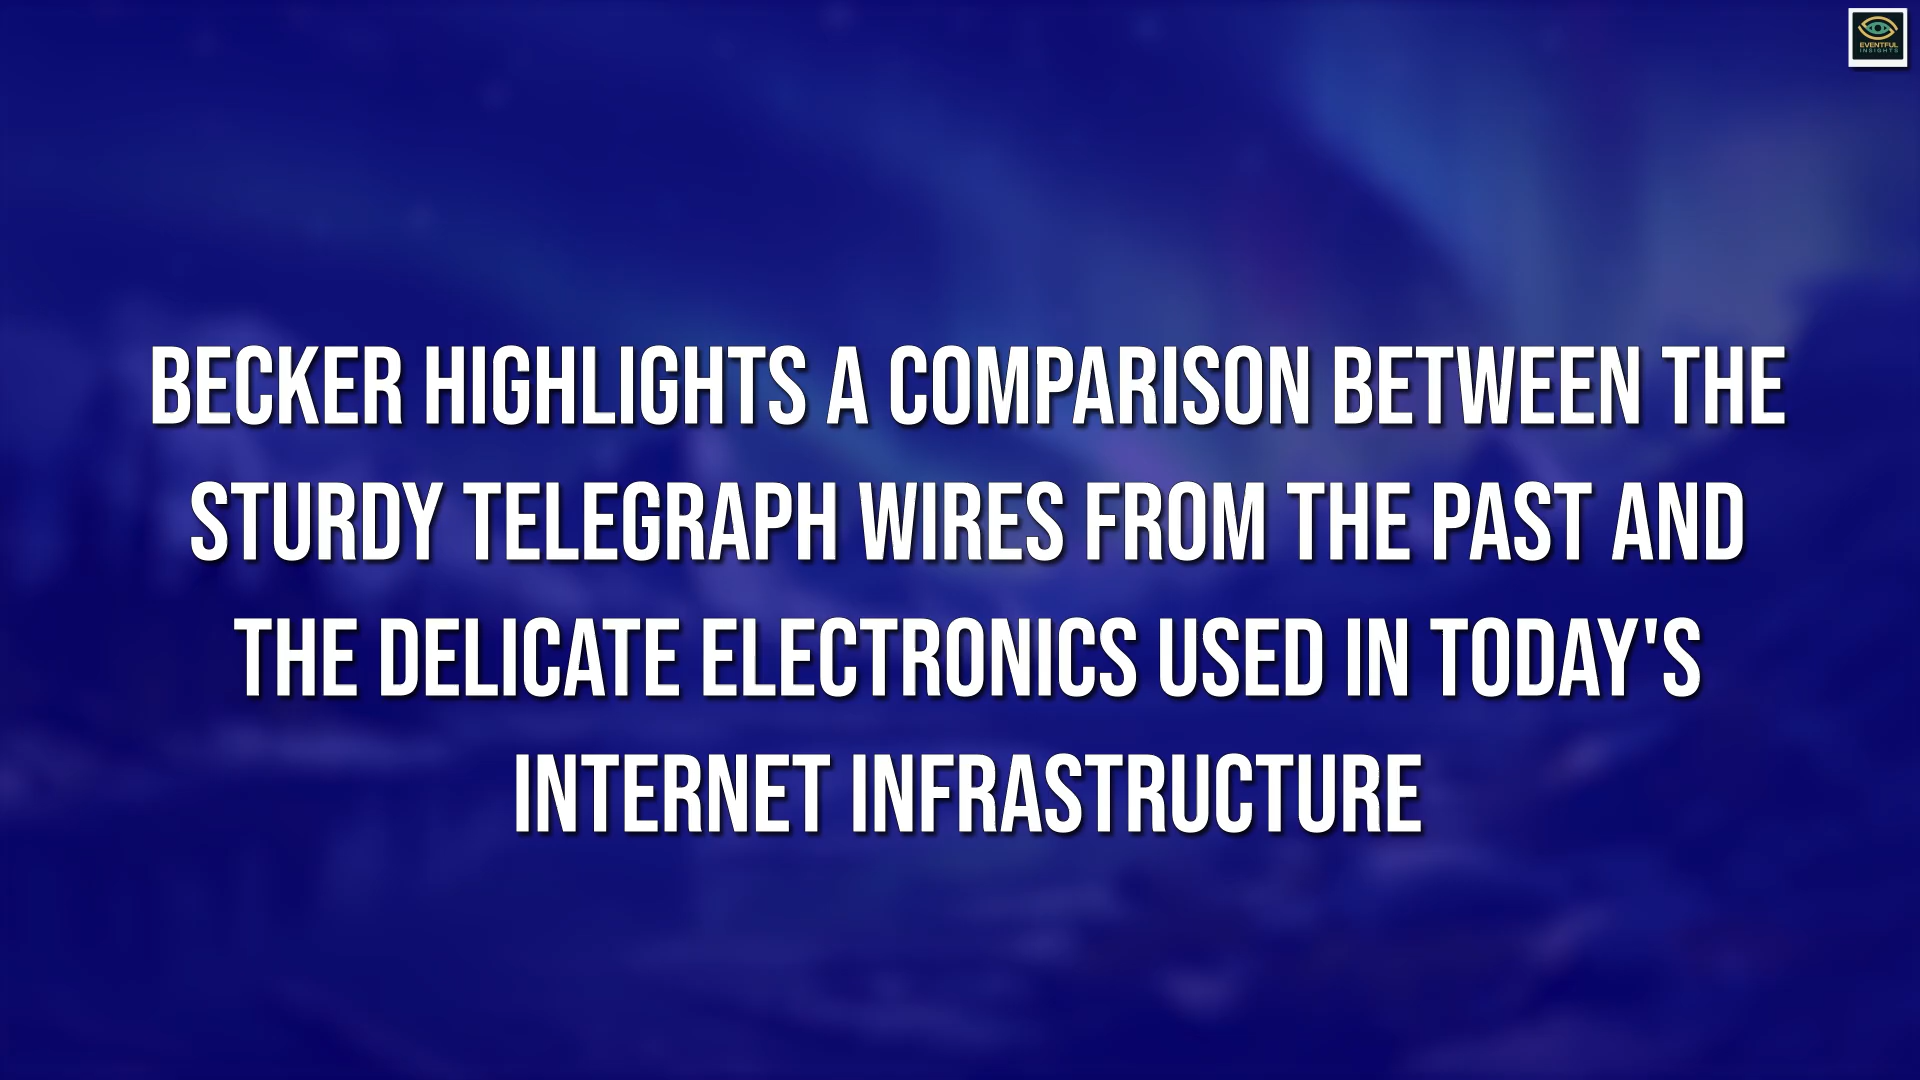 EVENTFUL
INSIGHTS
BECKER HIGHLIGHTS A COMPARISON BETWEEN THE
STURDY TELEGRAPH WIRES FROM THE PAST AND
THE DELICATE ELECTRONICS USED IN TODAY'S
INTERNET INFRASTRUCTURE